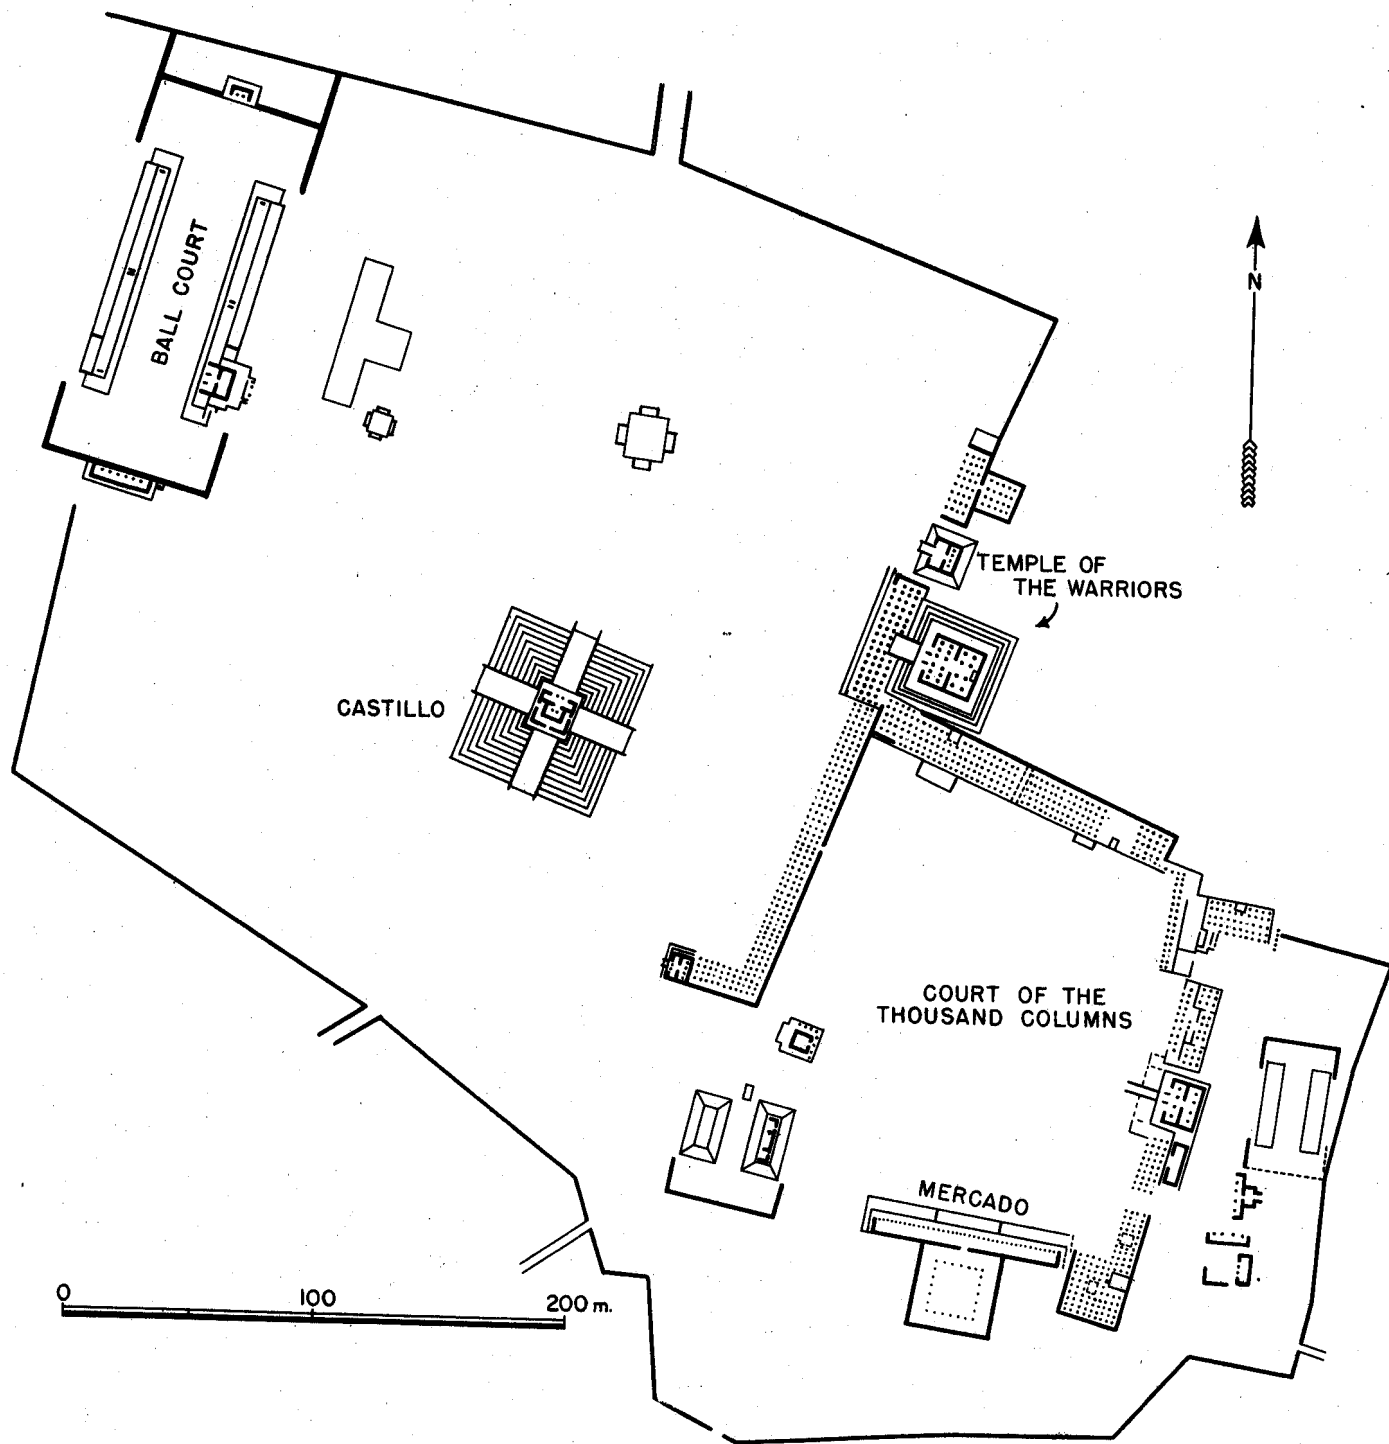 BALL COURT
N
TEMPLE OF
THE WARRIORS
CASTILLO
COURT OF THE
THOUSAND COLUMNS
MERCADO
0 100 200 m.